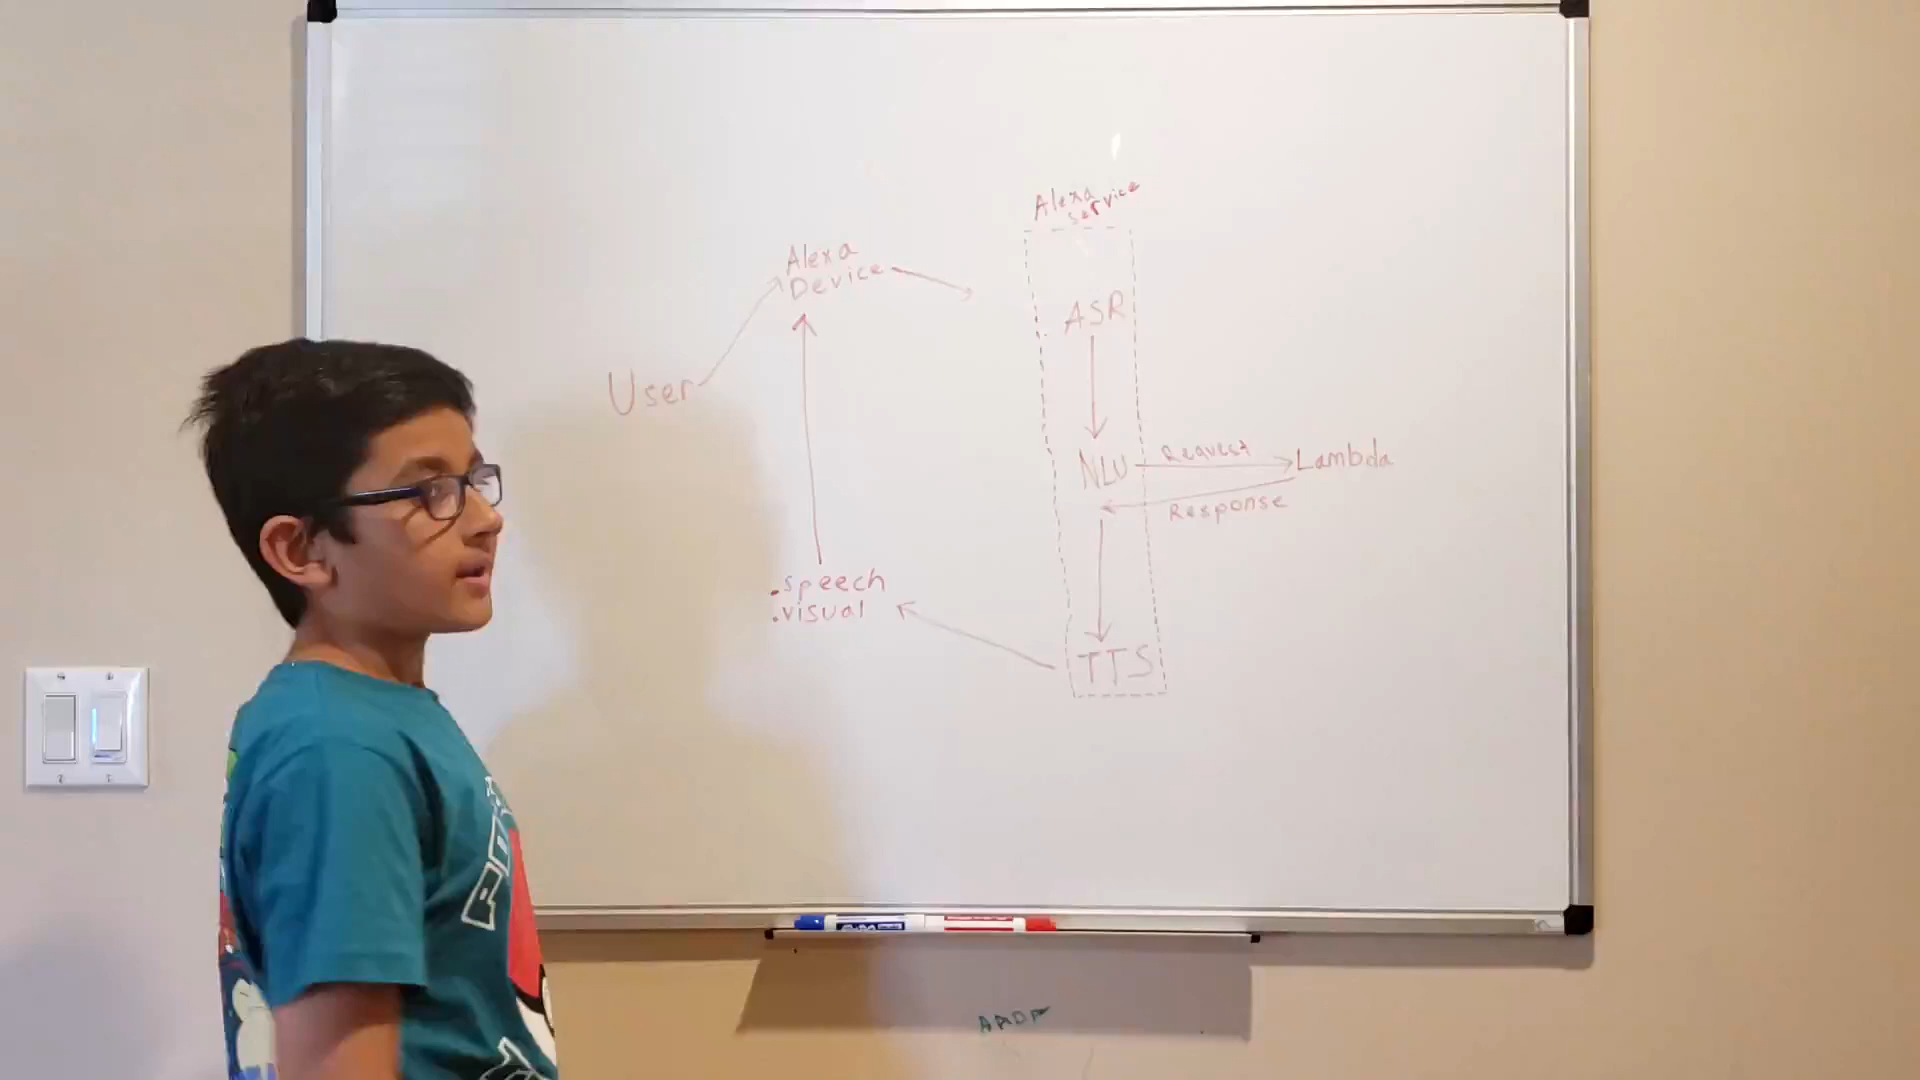 Alexa
service
Alexa
Device
ASR
User
NLU
Request
Lambda
Response
.speech
.visual
TTS